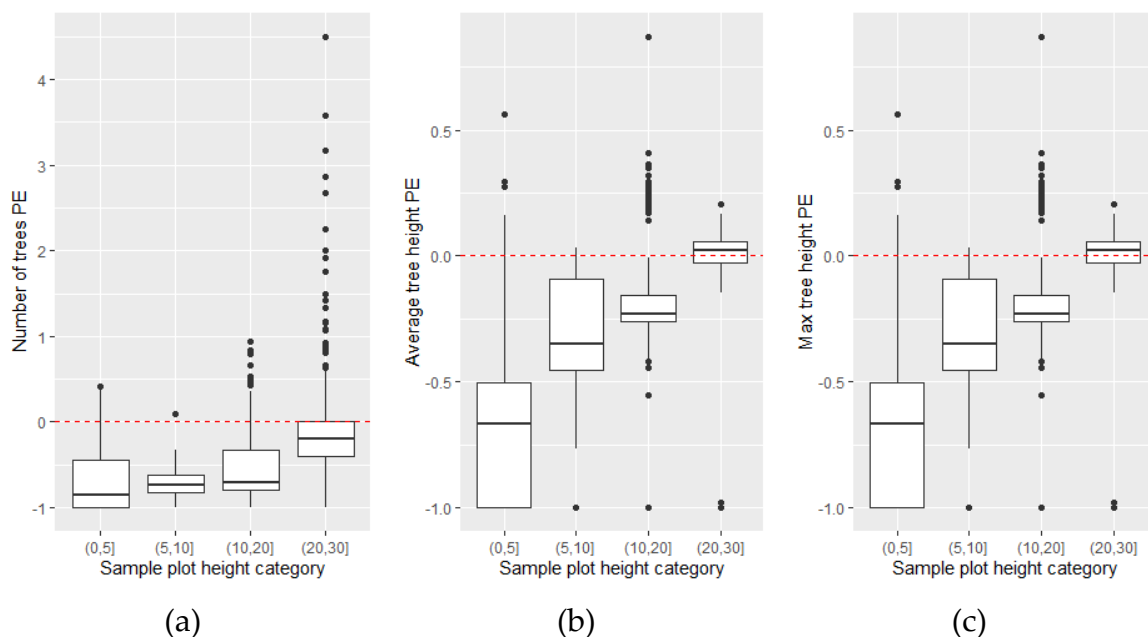 Number of trees PE
4
3
2
1
0
-1
(0,5]
(5,10]
(10,20]
(20,30]
Sample plot height category
(a)
Average tree height PE
0.5
0.0
-0.5
-1.0
(0,5]
(5,10]
(10,20]
(20,30]
Sample plot height category
(b)
Max tree height PE
0.5
0.0
-0.5
-1.0
(0,5]
(5,10]
(10,20]
(20,30]
Sample plot height category
(c)